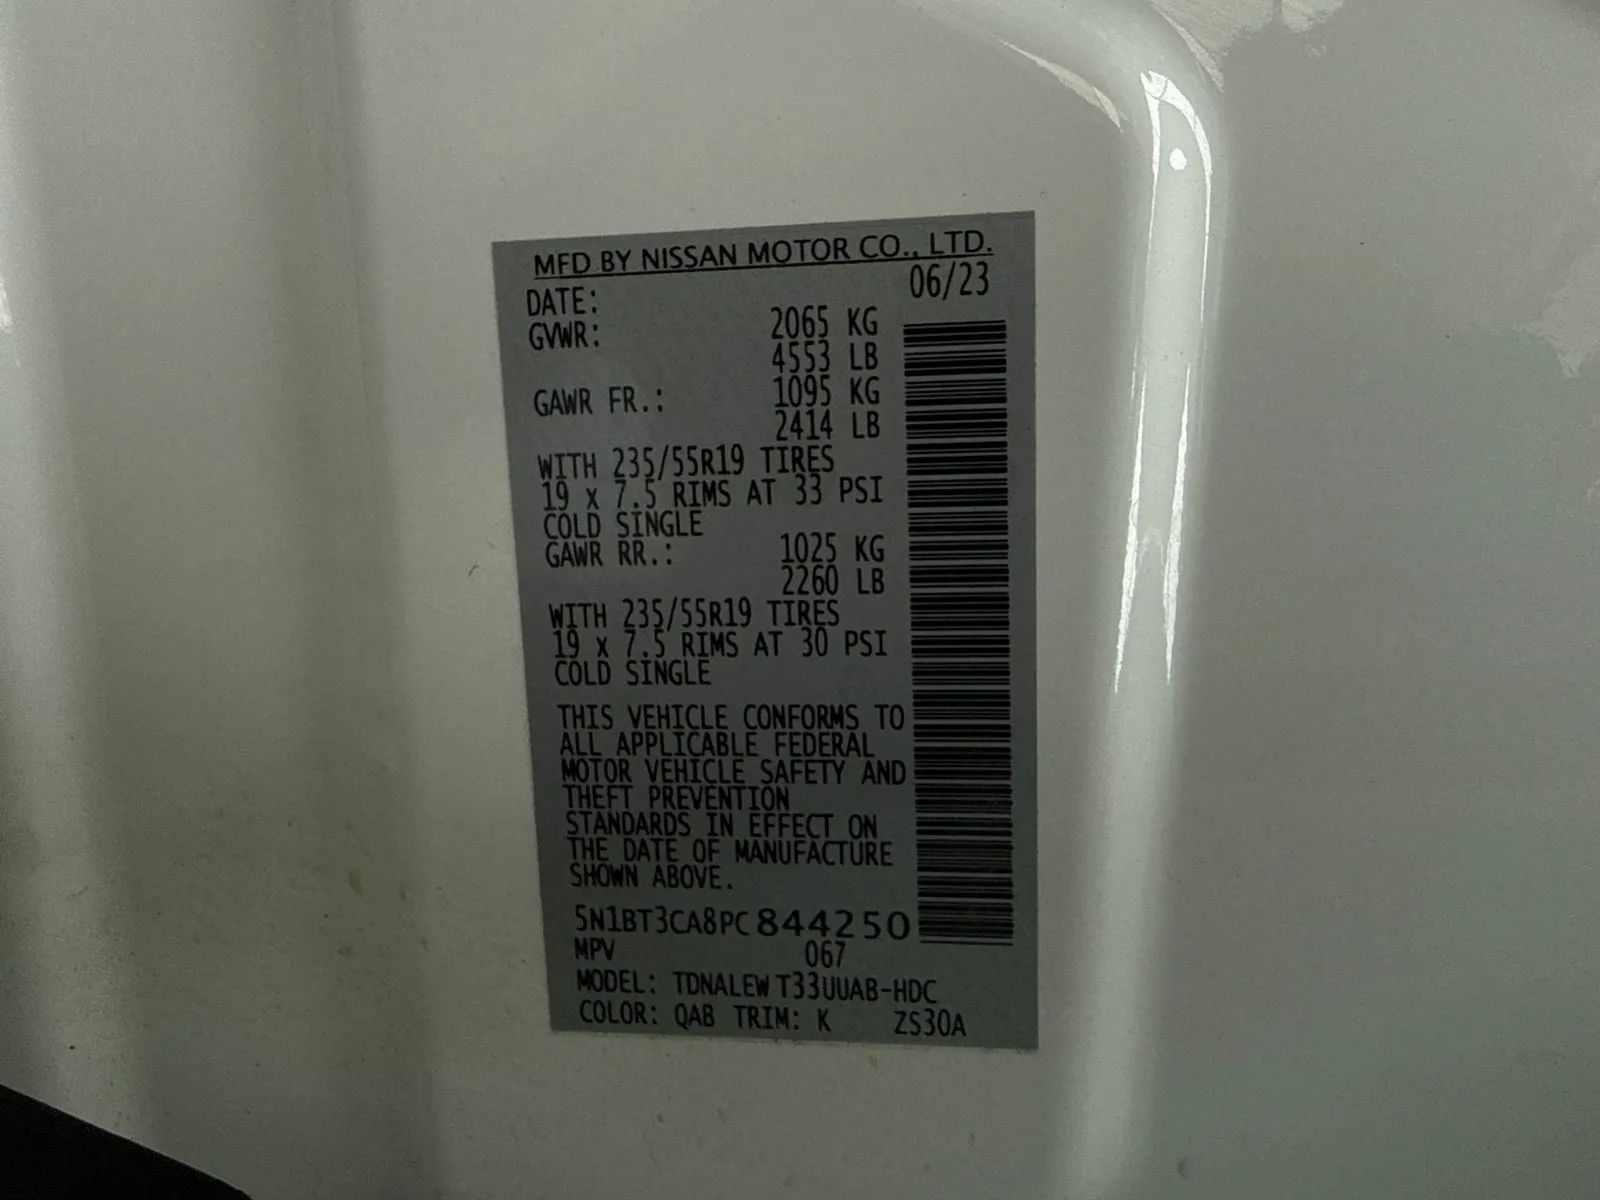 MFD BY NISSAN MOTOR CO., LTD.
DATE: 06/23
GVWR: 2065 KG
4553 LB
GAWR FR.: 1095 KG
2414 LB
WITH 235/55R19 TIRES
19 x 7.5 RIMS AT 33 PSI
COLD SINGLE
GAWR RR.: 1025 KG
2260 LB
WITH 235/55R19 TIRES
19 x 7.5 RIMS AT 30 PSI
COLD SINGLE
THIS VEHICLE CONFORMS TO
ALL APPLICABLE FEDERAL
MOTOR VEHICLE SAFETY AND
THEFT PREVENTION
STANDARDS IN EFFECT ON
THE DATE OF MANUFACTURE
SHOWN ABOVE.
5N1BT3CA8PC844250
MPV 067
MODEL: TDNALEW T33UUAB-HDC
COLOR: QAB TRIM: K ZS30A